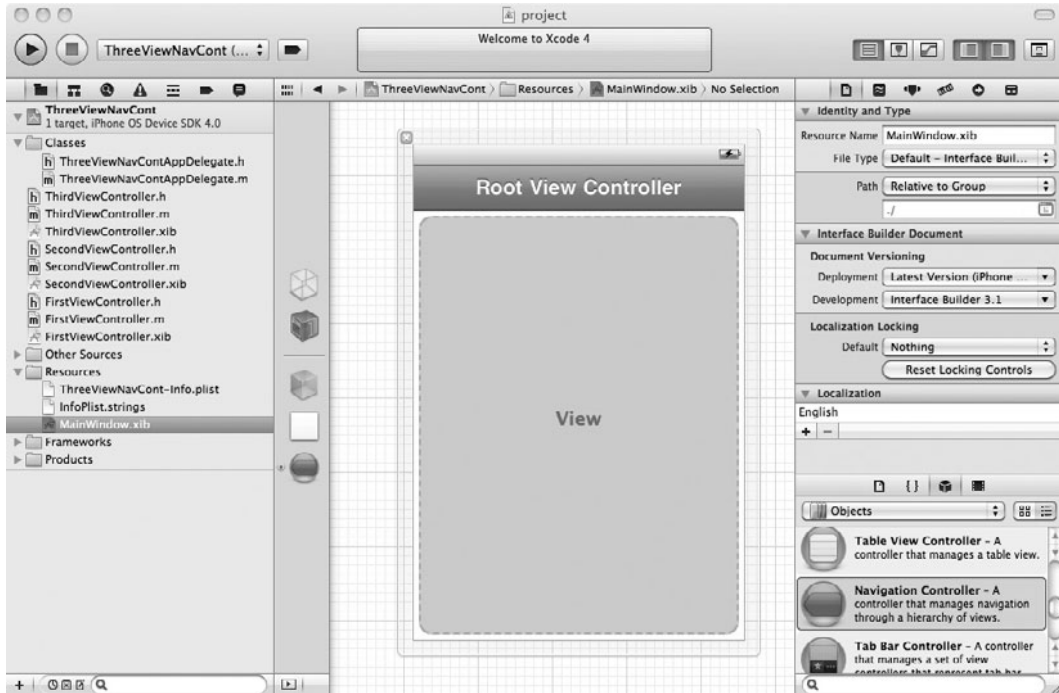 project
ThreeViewNavCont (...
Welcome to Xcode 4
ThreeViewNavCont
Resources
MainWindow.xib
No Selection
ThreeViewNavCont
1 target, iPhone OS Device SDK 4.0
Classes
ThreeViewNavContAppDelegate.h
ThreeViewNavContAppDelegate.m
ThirdViewController.h
ThirdViewController.m
ThirdViewController.xib
SecondViewController.h
SecondViewController.m
SecondViewController.xib
FirstViewController.h
FirstViewController.m
FirstViewController.xib
Other Sources
Resources
ThreeViewNavCont-Info.plist
InfoPlist.strings
MainWindow.xib
Frameworks
Products
Root View Controller
View
Identity and Type
Resource Name MainWindow.xib
File Type Default - Interface Buil...
Path Relative to Group
./
Interface Builder Document
Document Versioning
Deployment Latest Version (iPhone ...
Development Interface Builder 3.1
Localization Locking
Default Nothing
Reset Locking Controls
Localization
English
+ -
{}
Objects
Table View Controller - A
controller that manages a table view.
Navigation Controller - A
controller that manages navigation
through a hierarchy of views.
Tab Bar Controller - A controller
that manages a set of view
controllers that represent tab bar